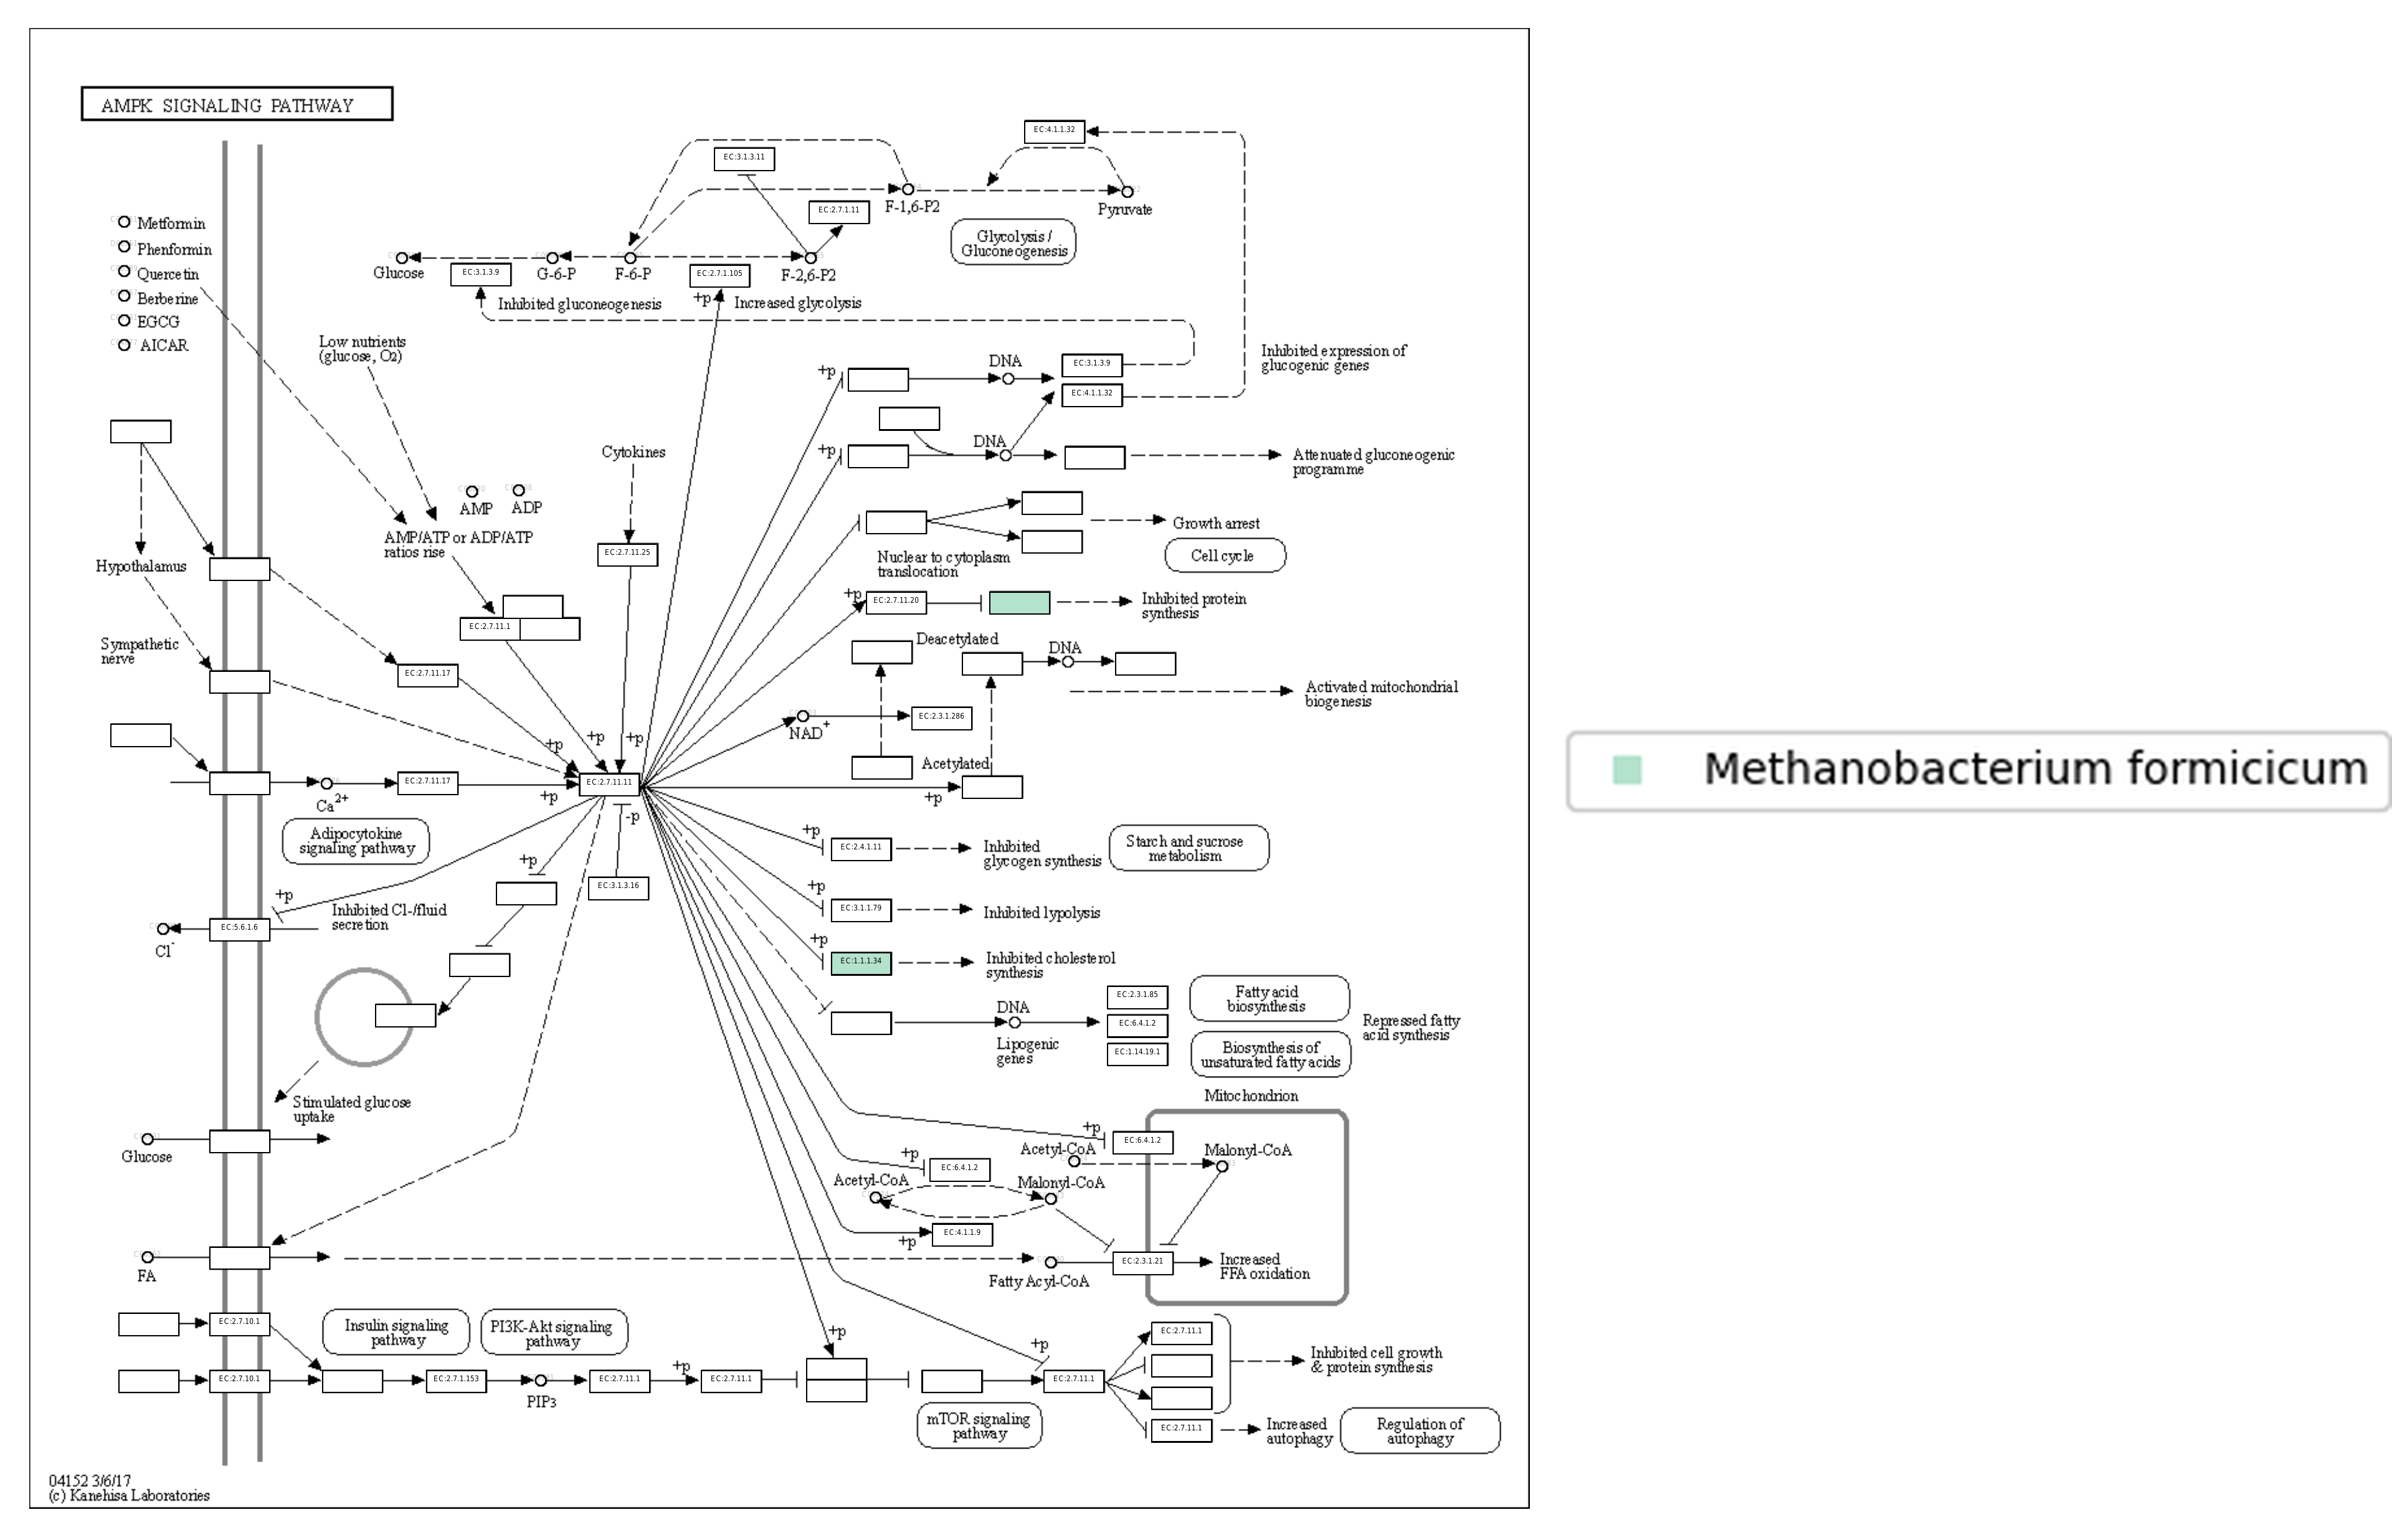 AMPK SIGNALING PATHWAY
EC:4.1.1.32
EC:3.1.3.11
EC:2.7.1.11
F-1,6-P2
Pyruvate
Glycolysis /
Gluconeogenesis
Metformin
Phenformin
Quercetin
Berberine
EGCG
AICAR
Glucose
EC:3.1.3.9
G-6-P
F-6-P
EC:2.7.1.105
F-2,6-P2
Inhibited gluconeogenesis
+p
Increased glycolysis
Low nutrients
(glucose, O2)
Inhibited expression of
glucogenic genes
+p
DNA
EC:3.1.3.9
EC:4.1.1.32
+p
DNA
Attenuated gluconeogenic
programme
Cytokines
AMP
ADP
AMP/ATP or ADP/ATP
ratios rise
EC:2.7.11.25
Growth arrest
Cell cycle
Nuclear to cytoplasm
translocation
Hypothalamus
+p
EC:2.7.11.20
Inhibited protein
synthesis
EC:2.7.11.1
Sympathetic
nerve
Deacetylated
DNA
EC:2.7.11.17
Activated mitochondrial
biogenesis
NAD+
EC:2.3.1.286
+p
+p
+p
Acetylated
+p
Ca2+
EC:2.7.11.17
+p
EC:2.7.11.11
-p
Adipocytokine
signaling pathway
+p
EC:3.1.3.16
+p
EC:2.4.1.11
Inhibited
glycogen synthesis
Starch and sucrose
metabolism
+p
EC:3.1.1.79
Inhibited lypolysis
+p
Inhibited Cl-/fluid
secretion
Cl-
EC:5.6.1.6
+p
EC:1.1.1.34
Inhibited cholesterol
synthesis
DNA
Lipogenic
genes
EC:2.3.1.85
EC:6.4.1.2
EC:1.14.19.1
Fatty acid
biosynthesis
Biosynthesis of
unsaturated fatty acids
Repressed fatty
acid synthesis
Stimulated glucose
uptake
Mitochondrion
Glucose
+p
EC:6.4.1.2
Acetyl-CoA
Malonyl-CoA
+p
EC:6.4.1.2
Acetyl-CoA
Malonyl-CoA
EC:4.1.1.9
+p
FA
Fatty Acyl-CoA
EC:2.3.1.21
Increased
FFA oxidation
EC:2.7.10.1
Insulin signaling
pathway
PI3K-Akt signaling
pathway
EC:2.7.10.1
EC:2.7.1.153
PIP3
EC:2.7.11.1
+p
EC:2.7.11.1
+p
+p
EC:2.7.11.1
EC:2.7.11.1
Inhibited cell growth
& protein synthesis
mTOR signaling
pathway
EC:2.7.11.1
Increased
autophagy
Regulation of
autophagy
04152 3/6/17
(c) Kanehisa Laboratories
Methanobacterium formicicum